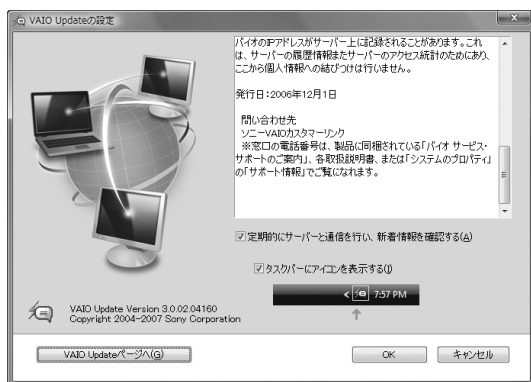 VAIO Updateの設定
バイオのIPアドレスがサーバー上に記録されることがあります。これ
は、サーバーの履歴情報またサーバーのアクセス統計のためにあり、
ここから個人情報への結びつけは行いません。
発行日:2006年12月1日
問い合わせ先
ソニーVAIOカスタマーリンク
※窓口の電話番号は、製品に同梱されている「バイオ サービス・
サポートのご案内」、各取扱説明書、または「システムのプロパティ」
の「サポート情報」でご覧になれます。
定期的にサーバーと通信を行い、新着情報を確認する(A)
タスクバーにアイコンを表示する(I)
7:57 PM
VAIO Update Version 3.0.02.04160
Copyright 2004-2007 Sony Corporation
VAIO Updateページへ(G)
OK
キャンセル